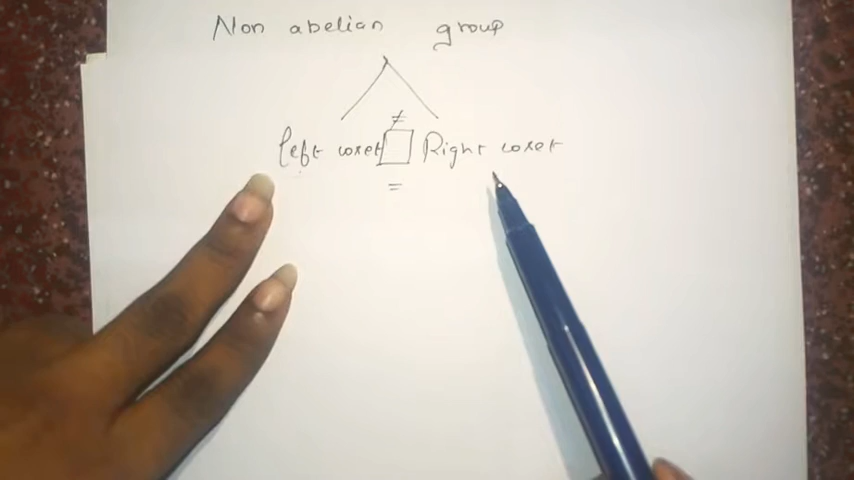 Non abelian group
≠
Left coset Right coset
=